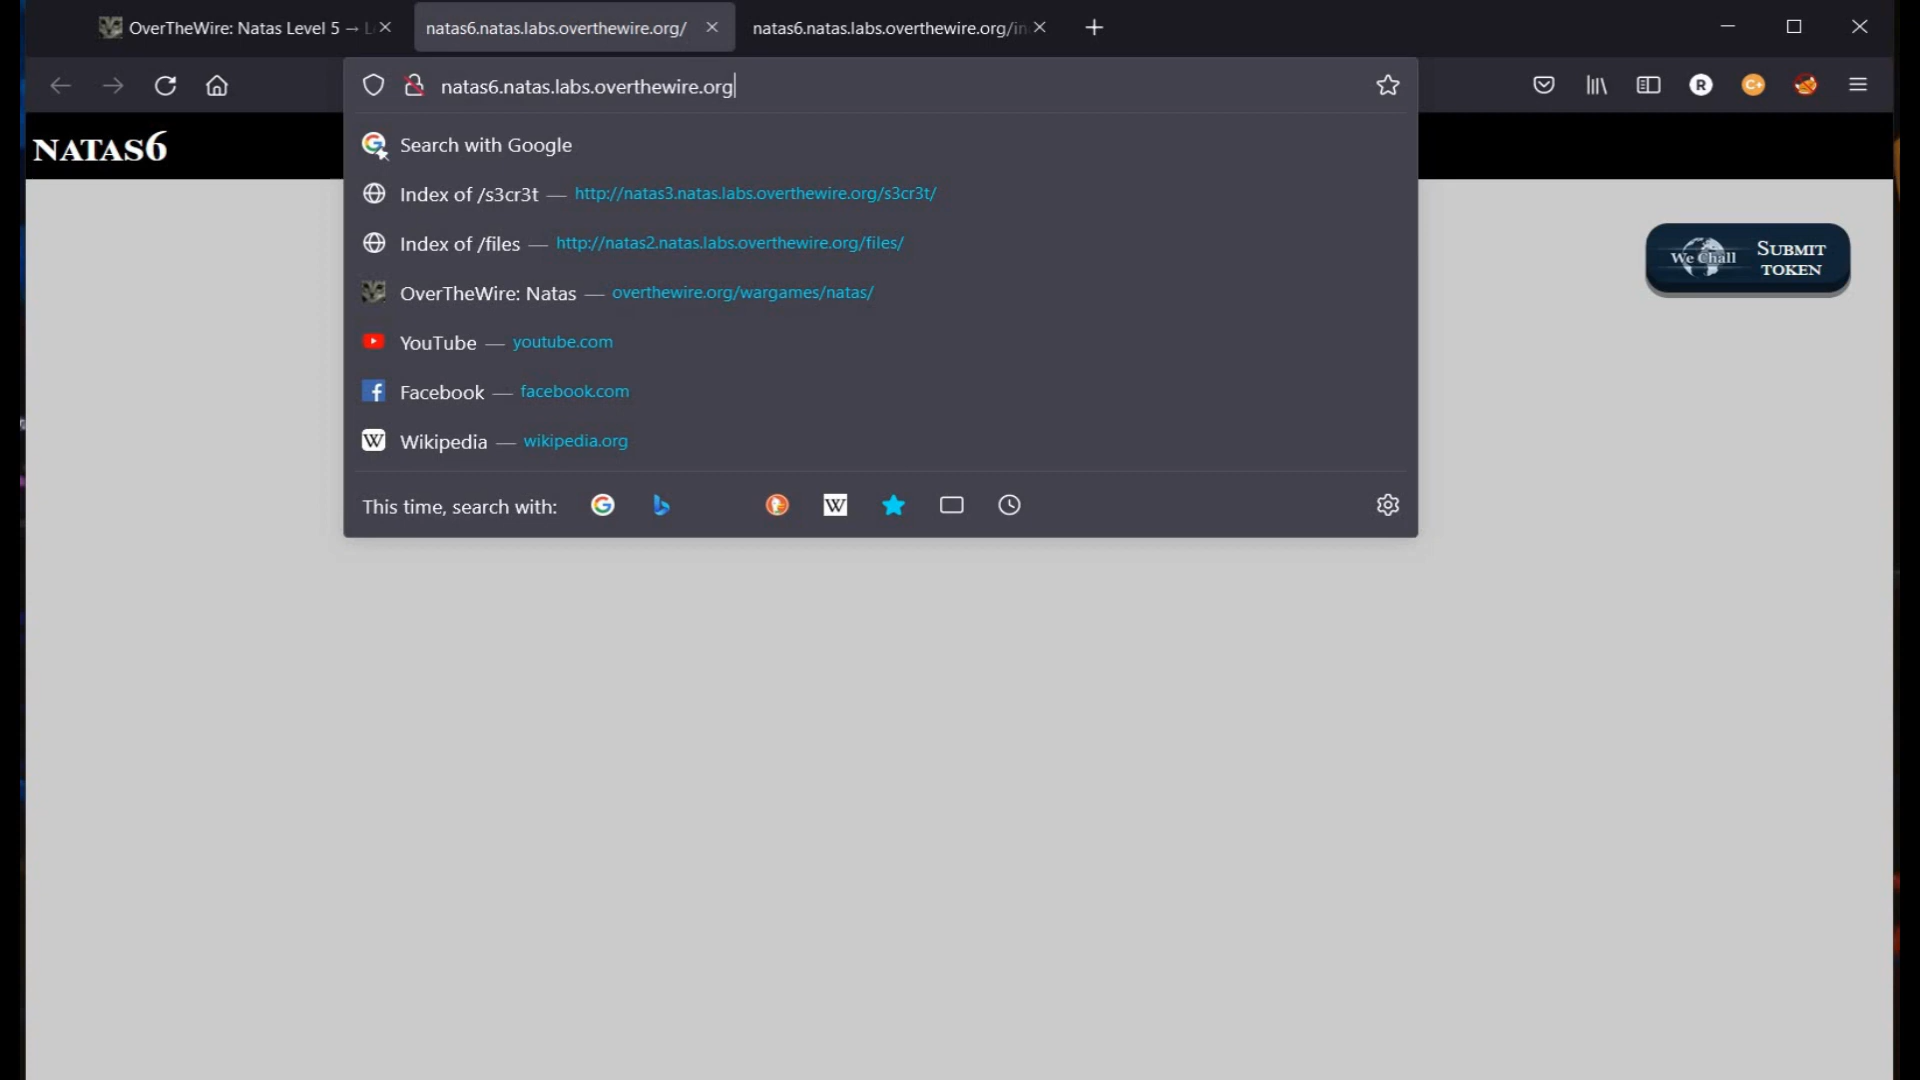 OverTheWire: Natas Level 5 → L
natas6.natas.labs.overthewire.org/
natas6.natas.labs.overthewire.org/in
natas6.natas.labs.overthewire.org
R
C+
NATAS6
Search with Google
Index of /s3cr3t — http://natas3.natas.labs.overthewire.org/s3cr3t/
Index of /files — http://natas2.natas.labs.overthewire.org/files/
OverTheWire: Natas — overthewire.org/wargames/natas/
YouTube — youtube.com
Facebook — facebook.com
Wikipedia — wikipedia.org
This time, search with:
We Chall
SUBMIT
TOKEN